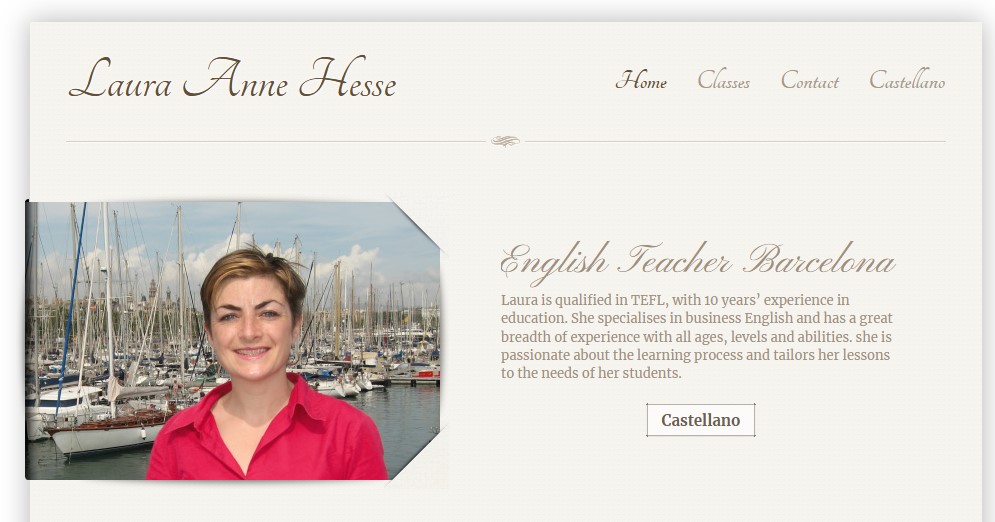 Laura Anne Hesse
Home Classes Contact Castellano
English Teacher Barcelona
Laura is qualified in TEFL, with 10 years’ experience in
education. She specialises in business English and has a great
breadth of experience with all ages, levels and abilities. she is
passionate about the learning process and tailors her lessons
to the needs of her students.
Castellano